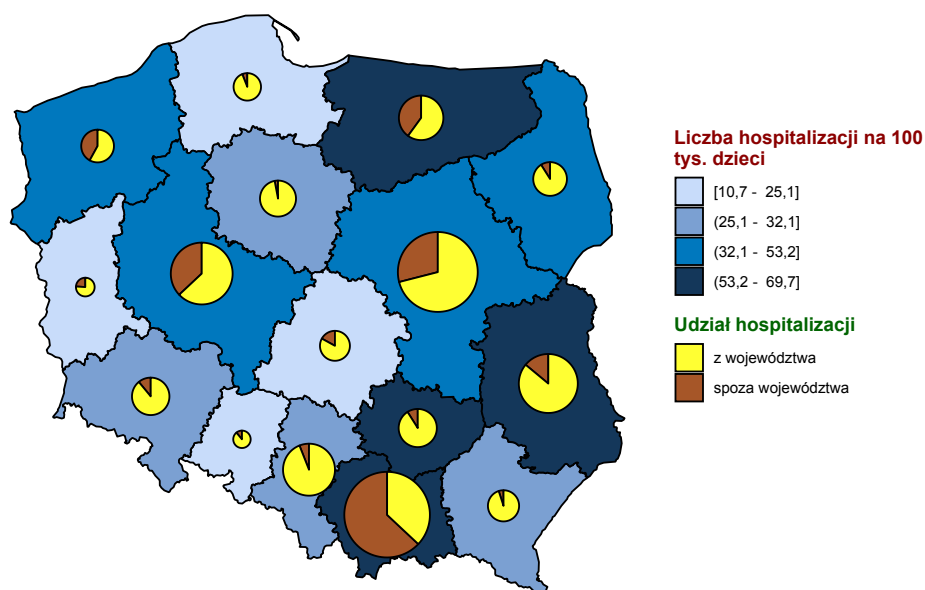 Liczba hospitalizacji na 100
tys. dzieci
[10,7 - 25,1]
(25,1 - 32,1]
(32,1 - 53,2]
(53,2 - 69,7]
Udział hospitalizacji
z województwa
spoza województwa